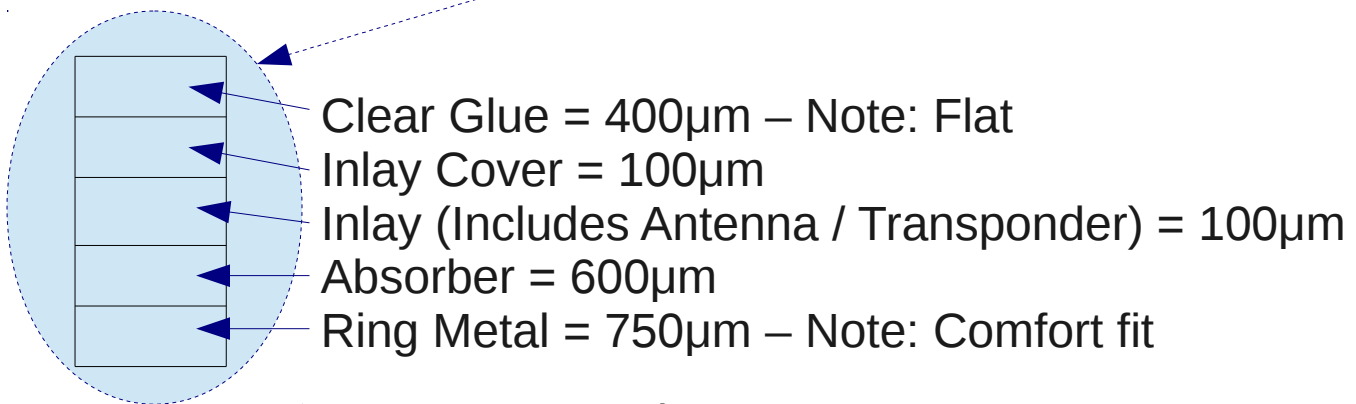 Clear Glue = 400μm – Note: Flat
Inlay Cover = 100μm
Inlay (Includes Antenna / Transponder) = 100μm
Absorber = 600μm
Ring Metal = 750μm – Note: Comfort fit